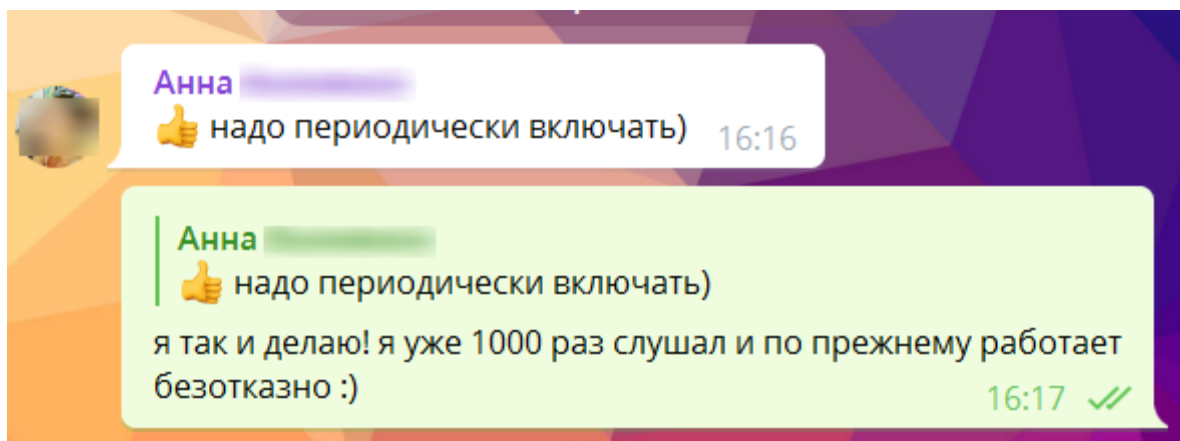 Анна
👍 надо периодически включать) 16:16
Анна
👍 надо периодически включать)
я так и делаю! я уже 1000 раз слушал и по прежнему работает
безотказно :) 16:17